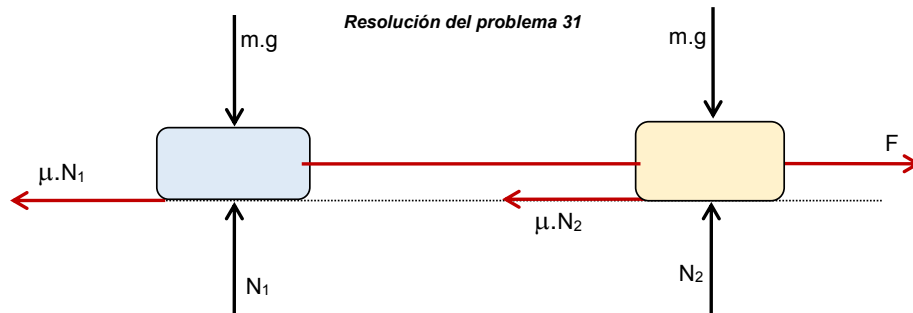 Resolución del problema 31
m.g
m.g
F
μ.N₁
μ.N₂
N₁
N₂